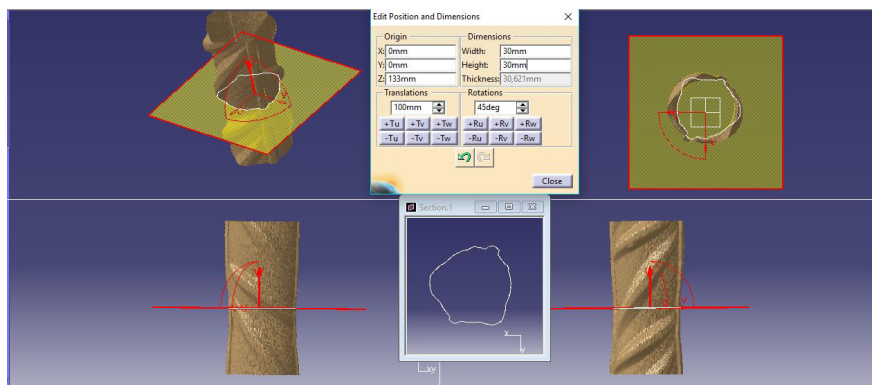 Edit Position and Dimensions
Origin
Dimensions
X: 0mm
Width: 30mm
Y: 0mm
Height: 30mm
Z: 133mm
Thickness: 30,621mm
Translations
Rotations
100mm
45deg
+Tu +Tv +Tw
+Ru +Rv +Rw
-Tu -Tv -Tw
-Ru -Rv -Rw
Close
Section.1
x
y
xy